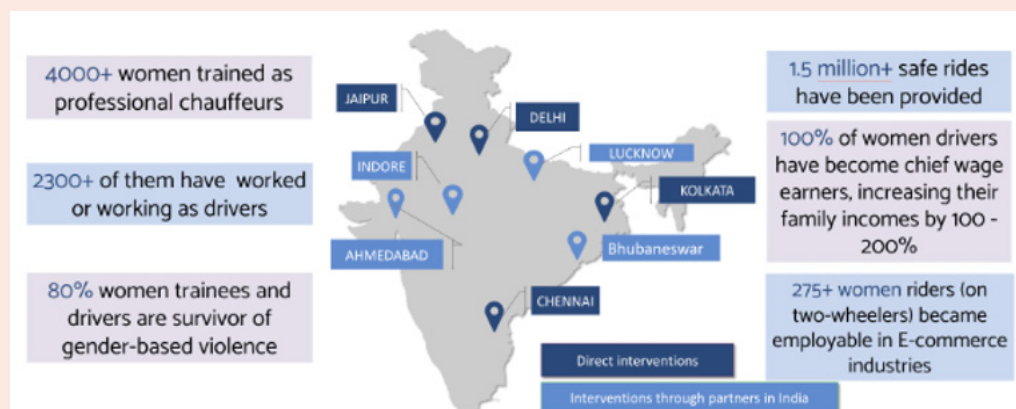 4000+ women trained as
professional chauffeurs
2300+ of them have worked
or working as drivers
80% women trainees and
drivers are survivor of
gender-based violence
JAIPUR
DELHI
INDORE
LUCKNOW
KOLKATA
AHMEDABAD
Bhubaneswar
CHENNAI
Direct interventions
Interventions through partners in India
1.5 million+ safe rides
have been provided
100% of women drivers
have become chief wage
earners, increasing their
family incomes by 100 -
200%
275+ women riders (on
two-wheelers) became
employable in E-commerce
industries